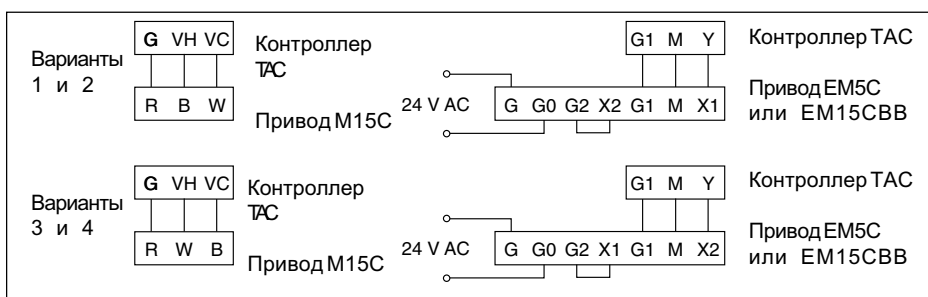 Варианты
1 и 2
G VH VC
R B W
Контроллер
TAC
Привод M15C
24 V AC
G1 M Y
G G0 G2 X2 G1 M X1
Контроллер TAC
Привод EM5C
или EM15CBB
Варианты
3 и 4
G VH VC
R W B
Контроллер
TAC
Привод M15C
24 V AC
G1 M Y
G G0 G2 X1 G1 M X2
Контроллер TAC
Привод EM5C
или EM15CBB